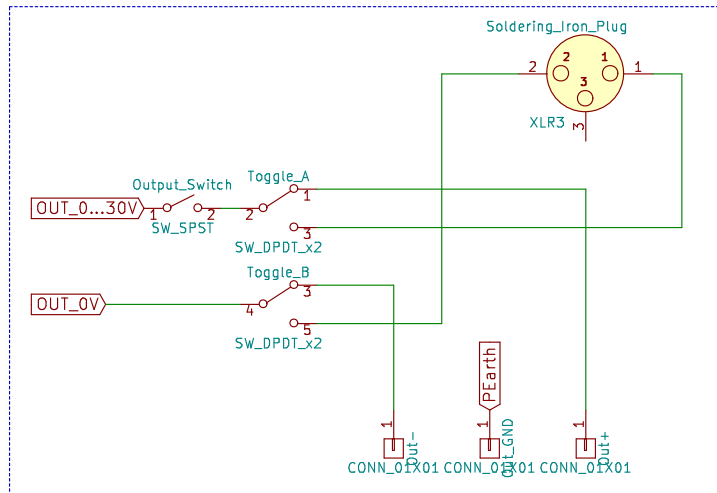 Soldering_Iron_Plug
2
2
1
1
3
XLR3
3
Output_Switch
Toggle_A
OUT_0...30V
1
2
2
1
SW_SPST
3
SW_DPDT_x2
Toggle_B
OUT_0V
4
3
5
SW_DPDT_x2
PEarth
1
1
1
Out-
Out_GND
Out+
CONN_01X01
CONN_01X01
CONN_01X01